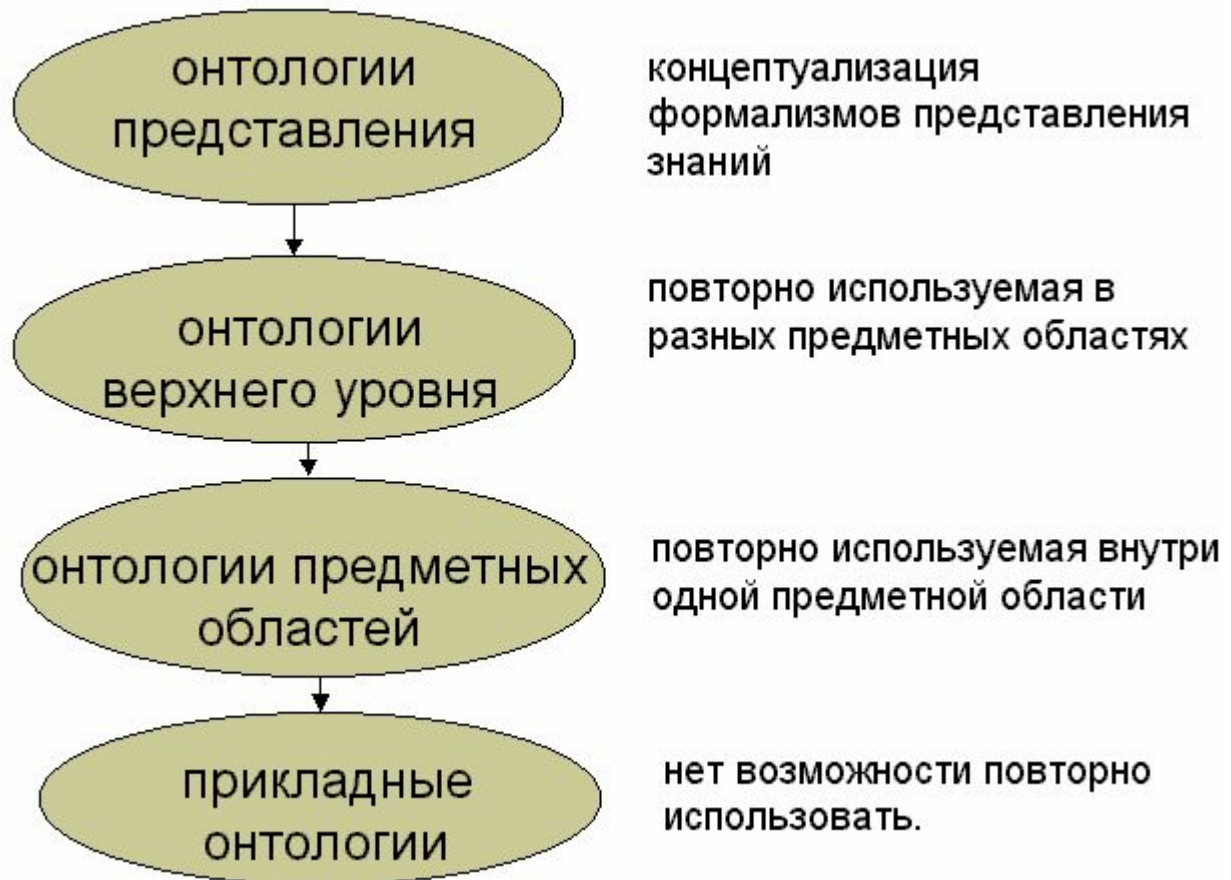 онтологии
представления
концептуализация
формализмов представления
знаний
онтологии
верхнего уровня
повторно используемая в
разных предметных областях
онтологии предметных
областей
повторно используемая внутри
одной предметной области
прикладные
онтологии
нет возможности повторно
использовать.